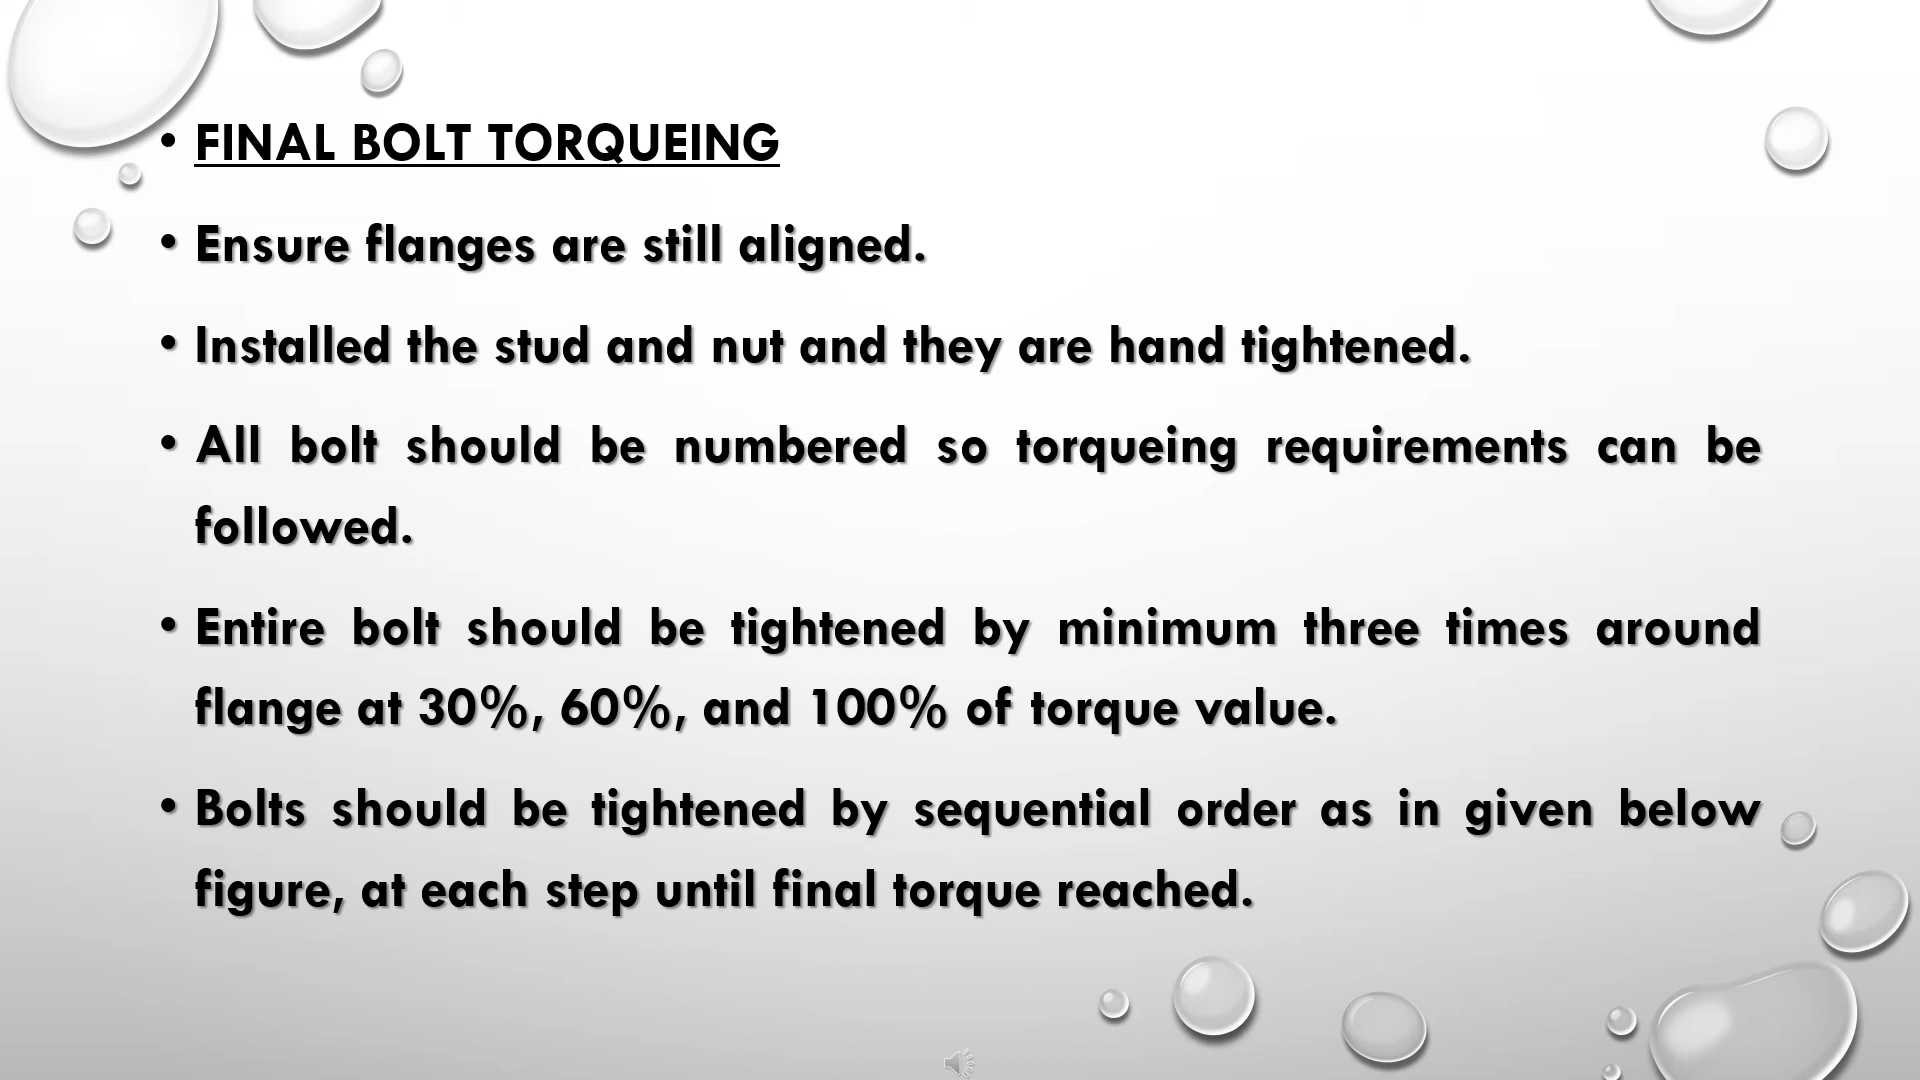 • FINAL BOLT TORQUEING
• Ensure flanges are still aligned.
• Installed the stud and nut and they are hand tightened.
• All bolt should be numbered so torqueing requirements can be
followed.
• Entire bolt should be tightened by minimum three times around
flange at 30%, 60%, and 100% of torque value.
• Bolts should be tightened by sequential order as in given below
figure, at each step until final torque reached.